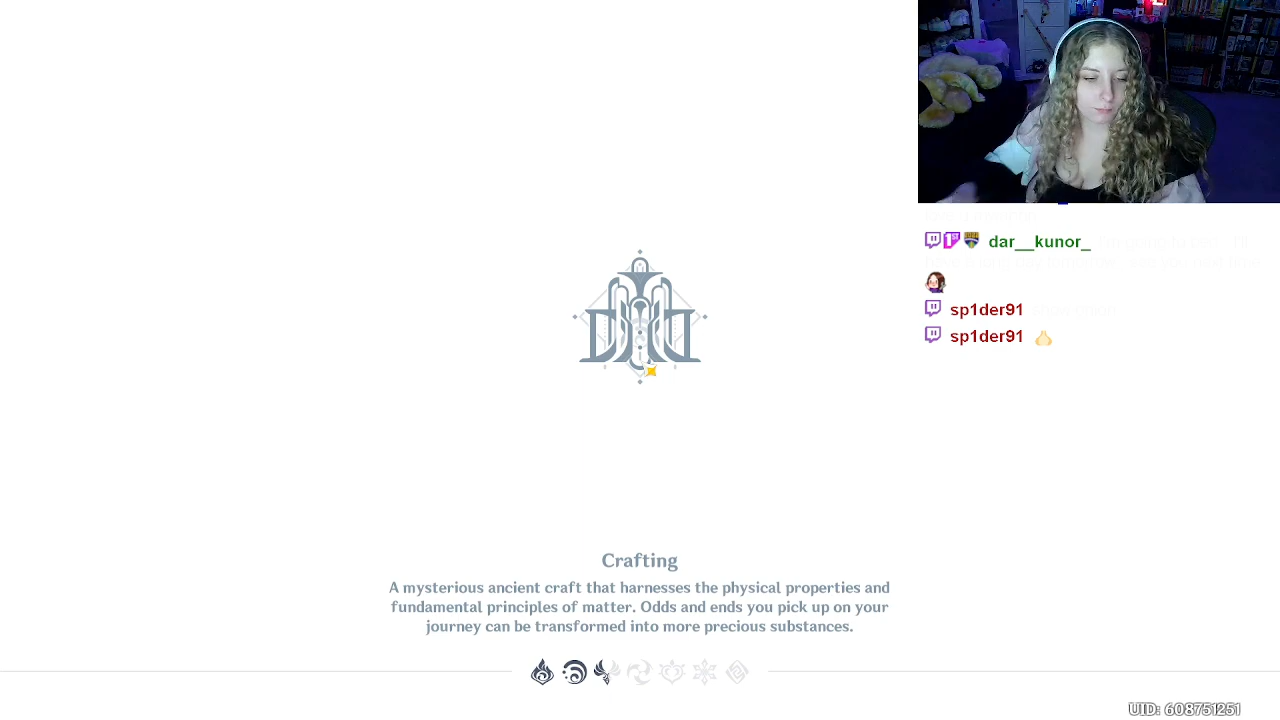 dar__kunor_
sp1der91
sp1der91
Crafting
A mysterious ancient craft that harnesses the physical properties and
fundamental principles of matter. Odds and ends you pick up on your
journey can be transformed into more precious substances.
UID: 608751251